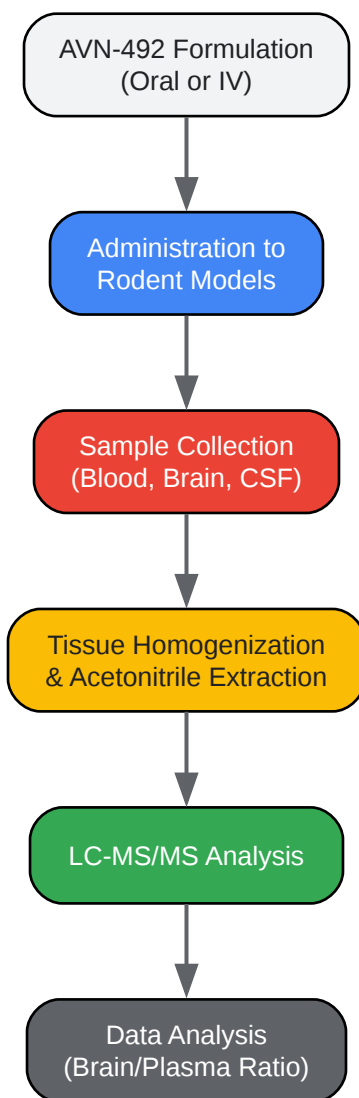 AVN-492 Formulation
(Oral or IV)
Administration to
Rodent Models
Sample Collection
(Blood, Brain, CSF)
Tissue Homogenization
& Acetonitrile Extraction
LC-MS/MS Analysis
Data Analysis
(Brain/Plasma Ratio)